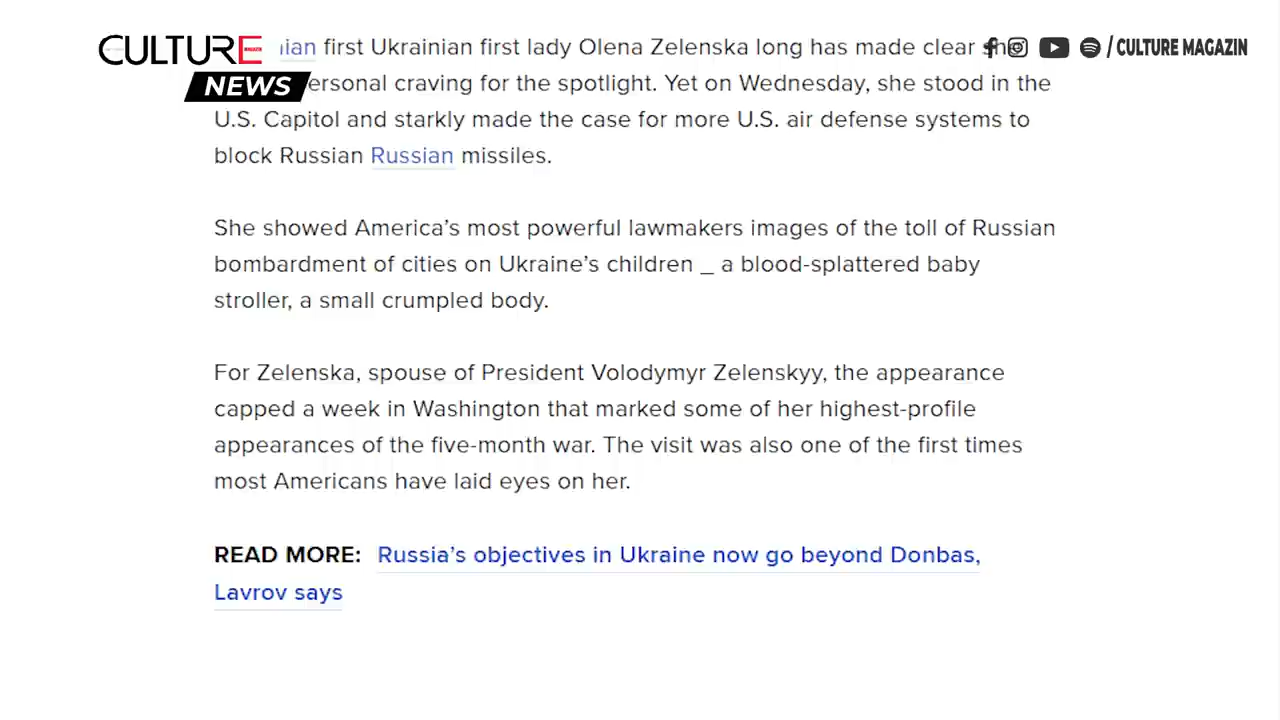 CULTURE
NEWS
/ CULTURE MAGAZIN
ian first Ukrainian first lady Olena Zelenska long has made clear she
ersonal craving for the spotlight. Yet on Wednesday, she stood in the
U.S. Capitol and starkly made the case for more U.S. air defense systems to
block Russian Russian missiles.
She showed America’s most powerful lawmakers images of the toll of Russian
bombardment of cities on Ukraine’s children _ a blood-splattered baby
stroller, a small crumpled body.
For Zelenska, spouse of President Volodymyr Zelenskyy, the appearance
capped a week in Washington that marked some of her highest-profile
appearances of the five-month war. The visit was also one of the first times
most Americans have laid eyes on her.
READ MORE: Russia’s objectives in Ukraine now go beyond Donbas,
Lavrov says